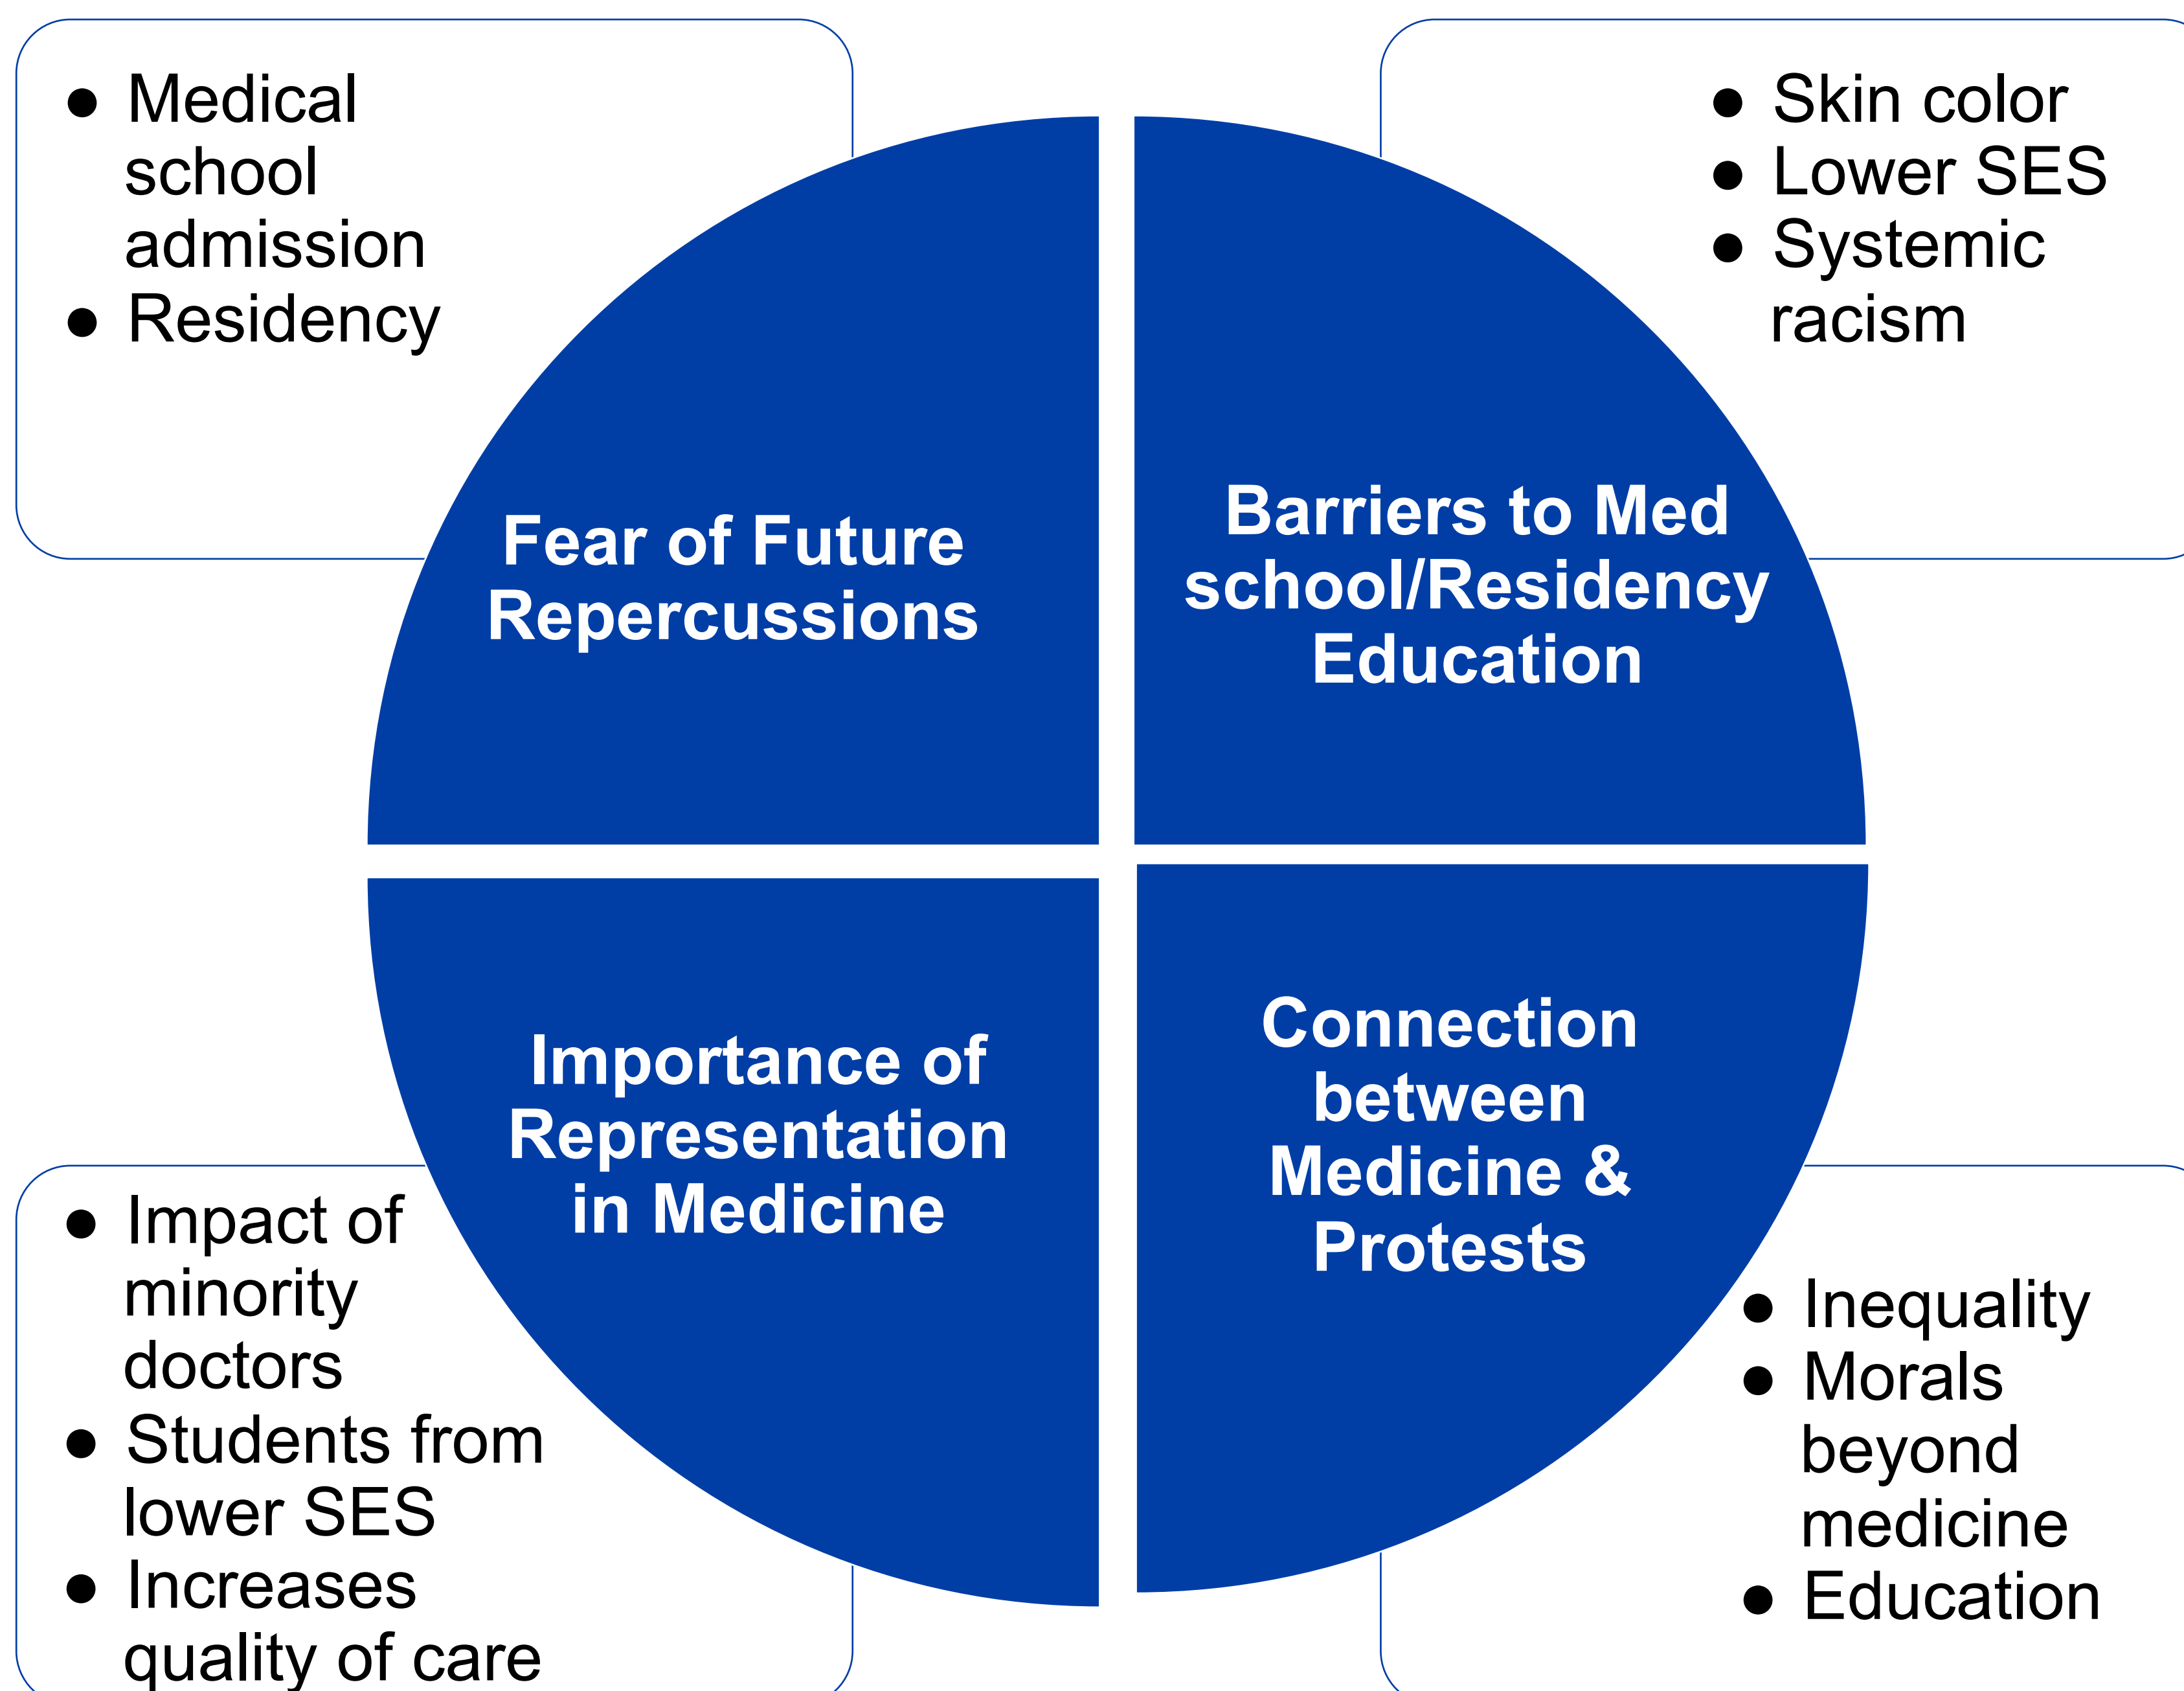 ● Medical
school
admission
● Residency
● Skin color
● Lower SES
● Systemic
racism
Fear of Future
Repercussions
Barriers to Med
school/Residency
Education
Importance of
Representation
in Medicine
Connection
between
Medicine &
Protests
● Impact of
minority
doctors
● Students from
lower SES
● Increases
quality of care
● Inequality
● Morals
beyond
medicine
● Education